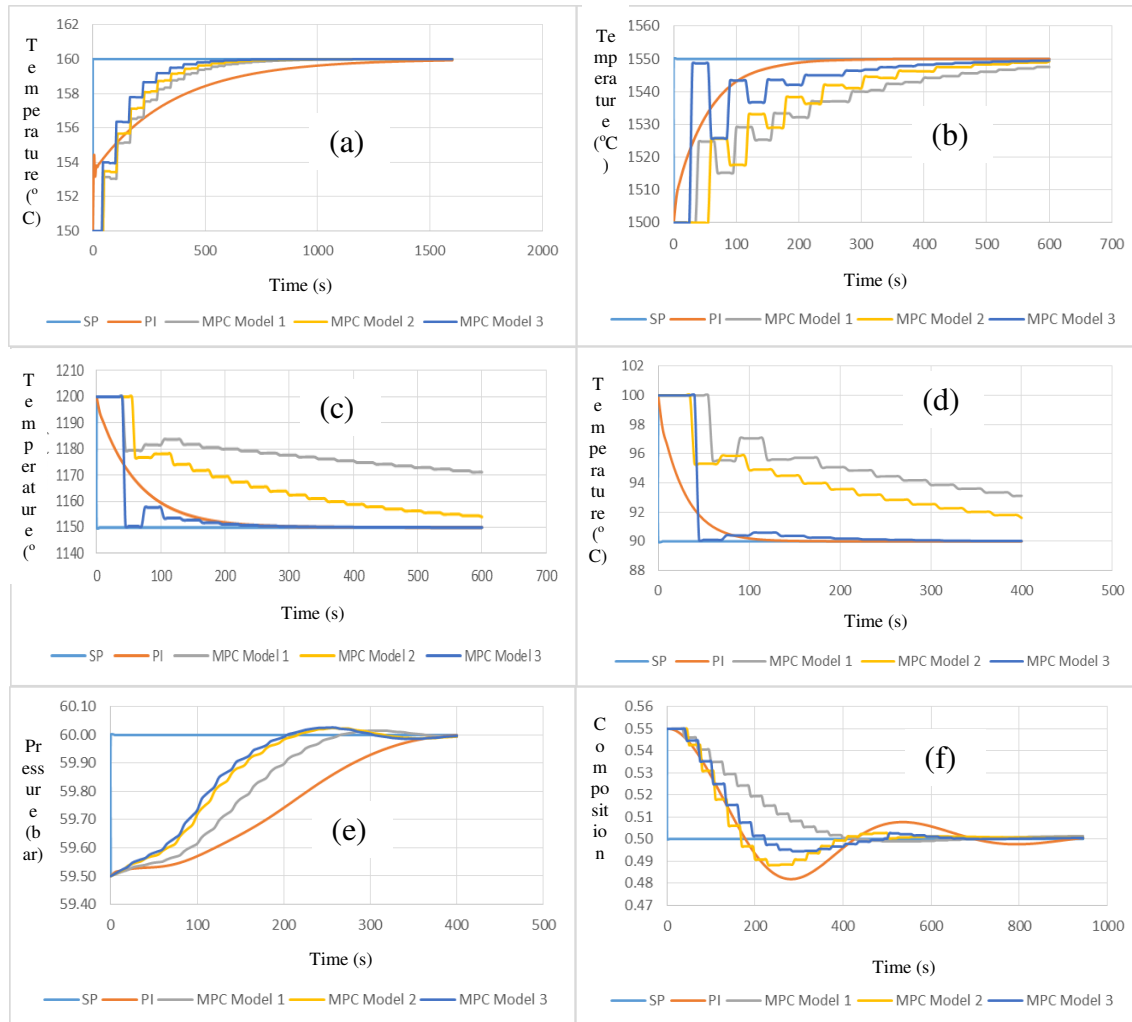 T
e
m
pe
ra
ture
(o
C)
162
160
158
156
154
152
150
(a)
0
500
1000
1500
2000
Time (s)
SP PI MPC Model 1 MPC Model 2 MPC Model 3
Te
mp
era
tur
e
(oC
)
1560
1550
1540
1530
1520
1510
1500
(b)
0
100
200
300
400
500
600
700
Time (s)
SP PI MPC Model 1 MPC Model 2 MPC Model 3
T
e
m
p
er
at
ur
e
(o
1210
1200
1190
1180
1170
1160
1150
1140
(c)
0
100
200
300
400
500
600
700
Time (s)
SP PI MPC Model 1 MPC Model 2 MPC Model 3
T
e
m
pe
ra
ture
(o
C)
102
100
98
96
94
92
90
88
(d)
0
100
200
300
400
500
Time (s)
SP PI MPC Model 1 MPC Model 2 MPC Model 3
Pr
ess
ure
(b
ar)
60.10
60.00
59.90
59.80
59.70
59.60
59.50
59.40
(e)
0
100
200
300
400
500
Time (s)
SP PI MPC Model 1 MPC Model 2 MPC Model 3
C
o
m
po
sit
io
n
0.56
0.55
0.54
0.53
0.52
0.51
0.50
0.49
0.48
0.47
(f)
0
200
400
600
800
1000
Time (s)
SP PI MPC Model 1 MPC Model 2 MPC Model 3